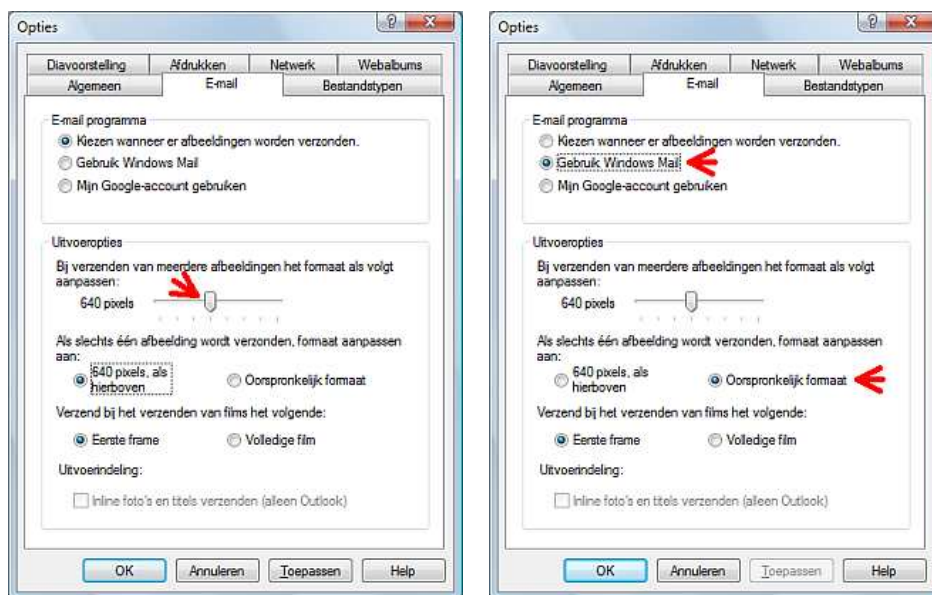 Opties
Diavoorstelling Afdrukken Netwerk Webalbums
Algemeen E-mail Bestandstypen
E-mail programma
Kiezen wanneer er afbeeldingen worden verzonden.
Gebruik Windows Mail
Mijn Google-account gebruiken
Uitvoeropties
Bij verzenden van meerdere afbeeldingen het formaat als volgt
aanpassen:
640 pixels
Als slechts één afbeelding wordt verzonden, formaat aanpassen
aan:
640 pixels, als
hierboven
Oorspronkelijk formaat
Verzend bij het verzenden van films het volgende:
Eerste frame Volledige film
Uitvoerindeling:
Inline foto's en titels verzenden (alleen Outlook)
OK Annuleren Toepassen Help
Opties
Diavoorstelling Afdrukken Netwerk Webalbums
Algemeen E-mail Bestandstypen
E-mail programma
Kiezen wanneer er afbeeldingen worden verzonden.
Gebruik Windows Mail
Mijn Google-account gebruiken
Uitvoeropties
Bij verzenden van meerdere afbeeldingen het formaat als volgt
aanpassen:
640 pixels
Als slechts één afbeelding wordt verzonden, formaat aanpassen
aan:
640 pixels, als
hierboven
Oorspronkelijk formaat
Verzend bij het verzenden van films het volgende:
Eerste frame Volledige film
Uitvoerindeling:
Inline foto's en titels verzenden (alleen Outlook)
OK Annuleren Toepassen Help